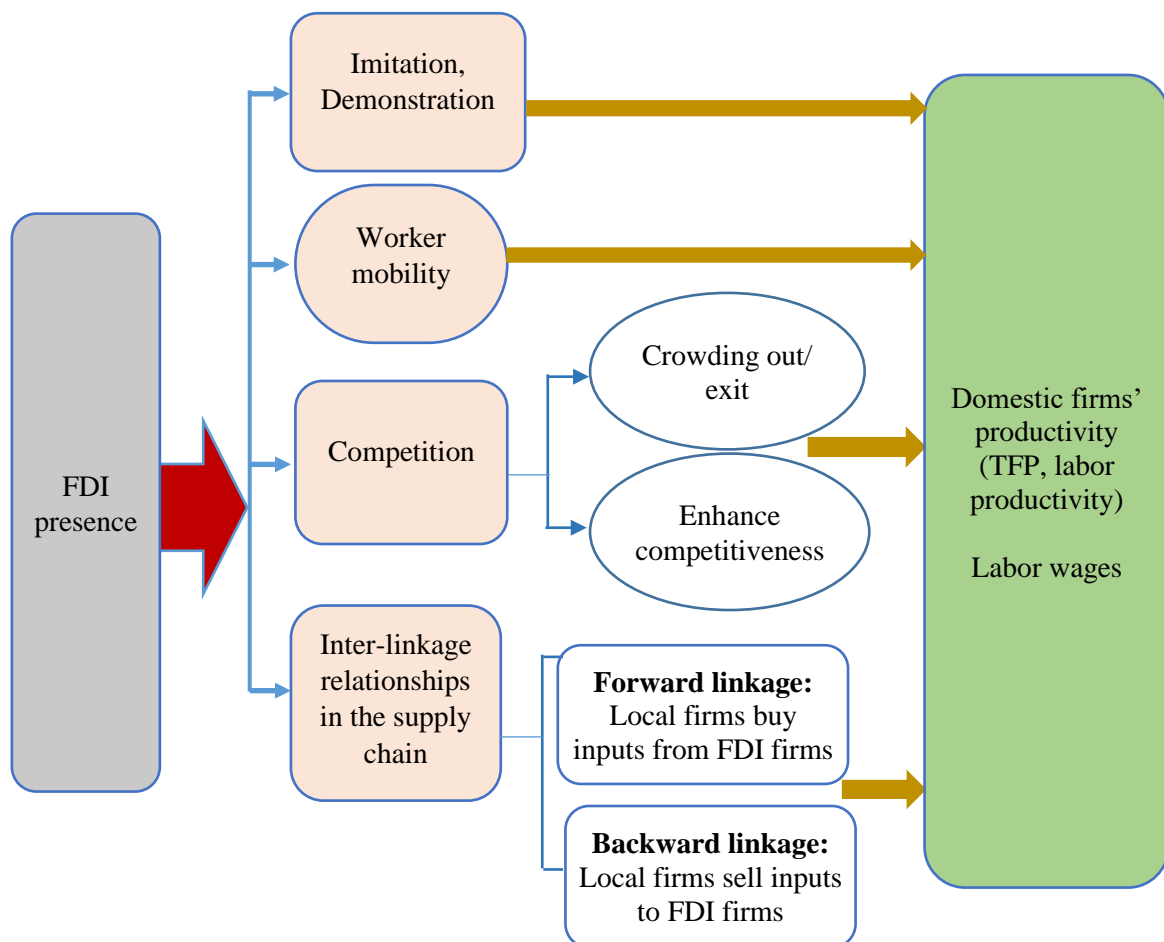 FDI
presence
Imitation,
Demonstration
Worker
mobility
Competition
Crowding out/
exit
Enhance
competitiveness
Inter-linkage
relationships
in the supply
chain
Forward linkage:
Local firms buy
inputs from FDI firms
Backward linkage:
Local firms sell inputs
to FDI firms
Domestic firms’
productivity
(TFP, labor
productivity)
Labor wages